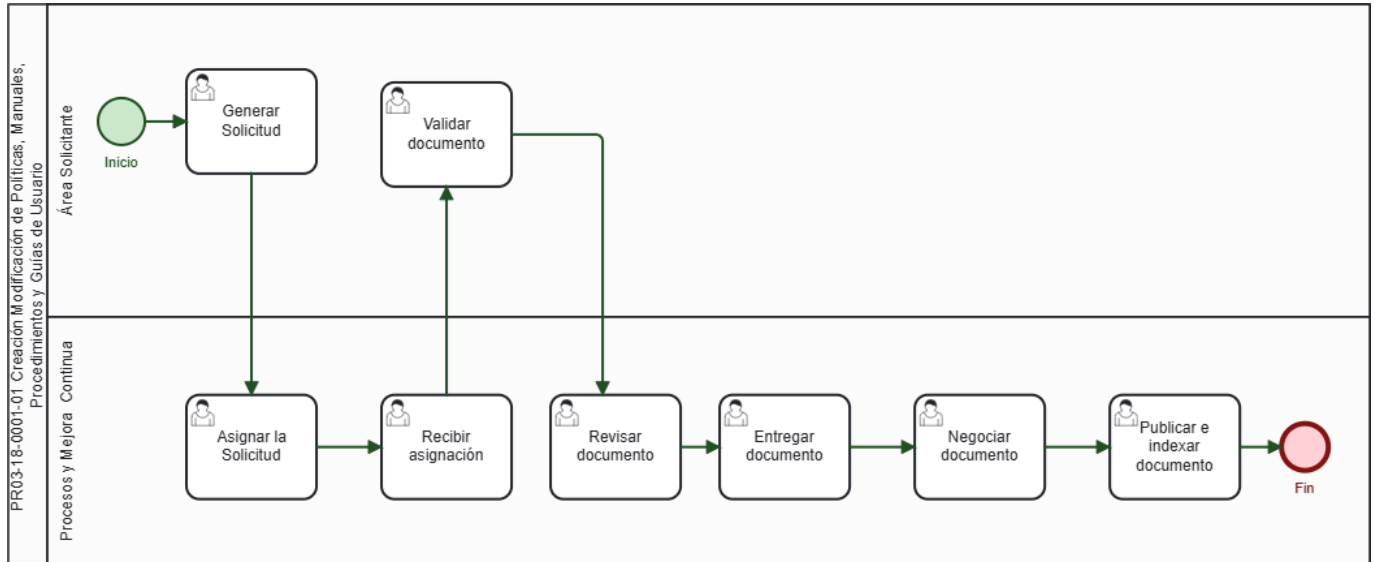 PR03-18-0001-01 Creación Modificación de Políticas, Manuales,
Procedimientos y Guías de Usuario
Área Solicitante
Inicio
Generar
Solicitud
Validar
documento
Procesos y Mejora Continua
Asignar la
Solicitud
Recibir
asignación
Revisar
documento
Entregar
documento
Negociar
documento
Publicar e
indexar
documento
Fin